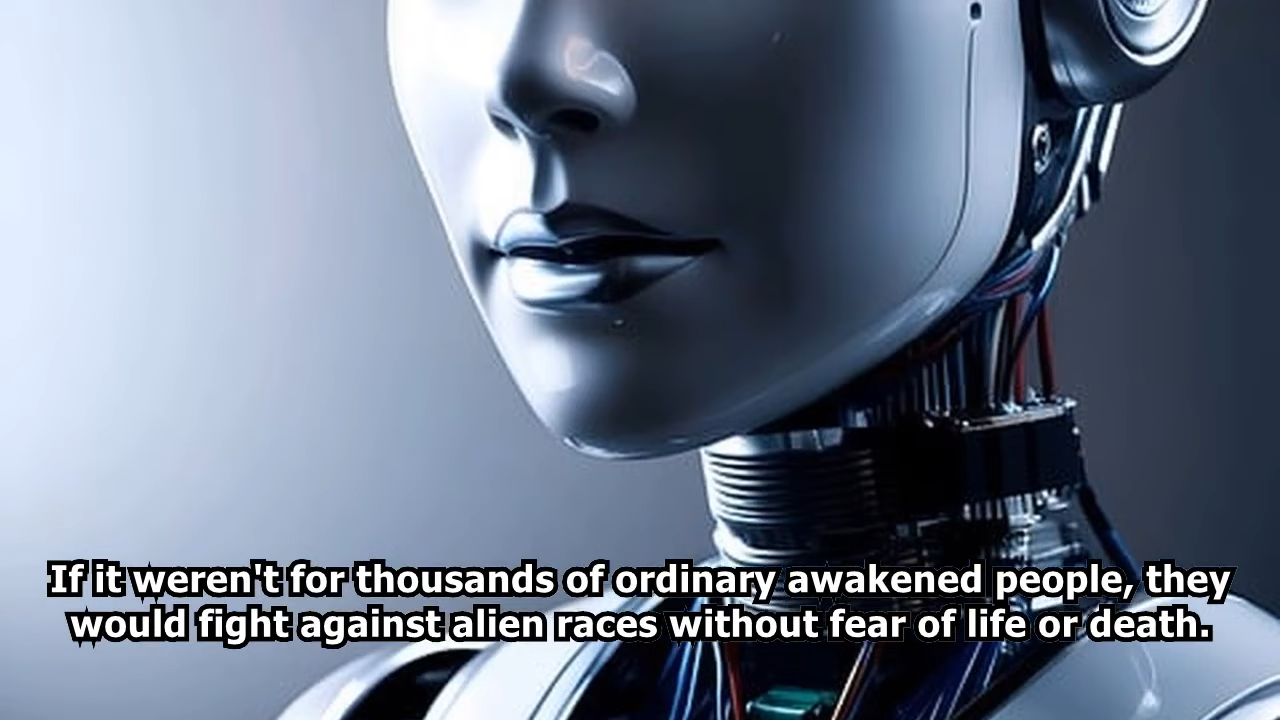 If it weren't for thousands of ordinary awakened people, they
would fight against alien races without fear of life or death.